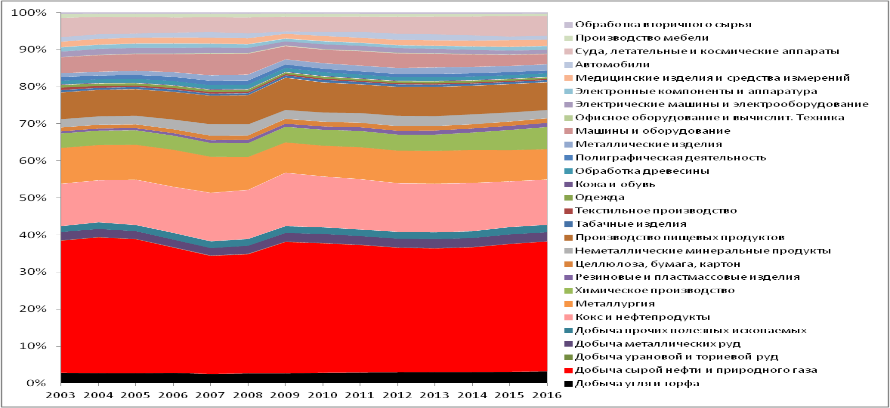 100%
90%
80%
70%
60%
50%
40%
30%
20%
10%
0%
2003 2004 2005 2006 2007 2008 2009 2010 2011 2012 2013 2014 2015 2016
Обработка вторичного сырья
Производство мебели
Суда, летательные и космические аппараты
Автомобили
Медицинские изделия и средства измерений
Электронные компоненты и аппаратура
Электрические машины и электрооборудование
Офисное оборудование и вычислит. Техника
Машины и оборудование
Металлические изделия
Полиграфическая деятельность
Обработка древесины
Кожа и обувь
Одежда
Текстильное производство
Табачные изделия
Производство пищевых продуктов
Неметаллические минеральные продукты
Целлюлоза, бумага, картон
Резиновые и пластмассовые изделия
Химическое производство
Металлургия
Кокс и нефтепродукты
Добыча прочих полезных ископаемых
Добыча металлических руд
Добыча урановой и ториевой руд
Добыча сырой нефти и природного газа
Добыча угля и торфа